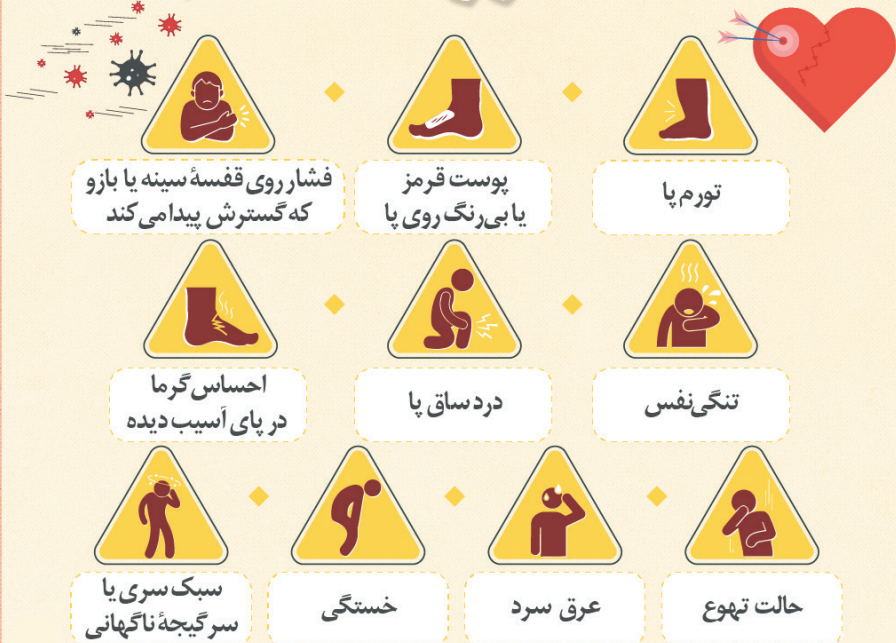 تورم پا
پوست قرمز
یا بی‌رنگ روی پا
فشار روی قفسهٔ سینه یا بازو
که گسترش پیدا می‌کند
تنگی نفس
درد ساق پا
احساس گرما
در پای آسیب دیده
حالت تهوع
عرق سرد
خستگی
سبک سری یا
سرگیجهٔ ناگهانی